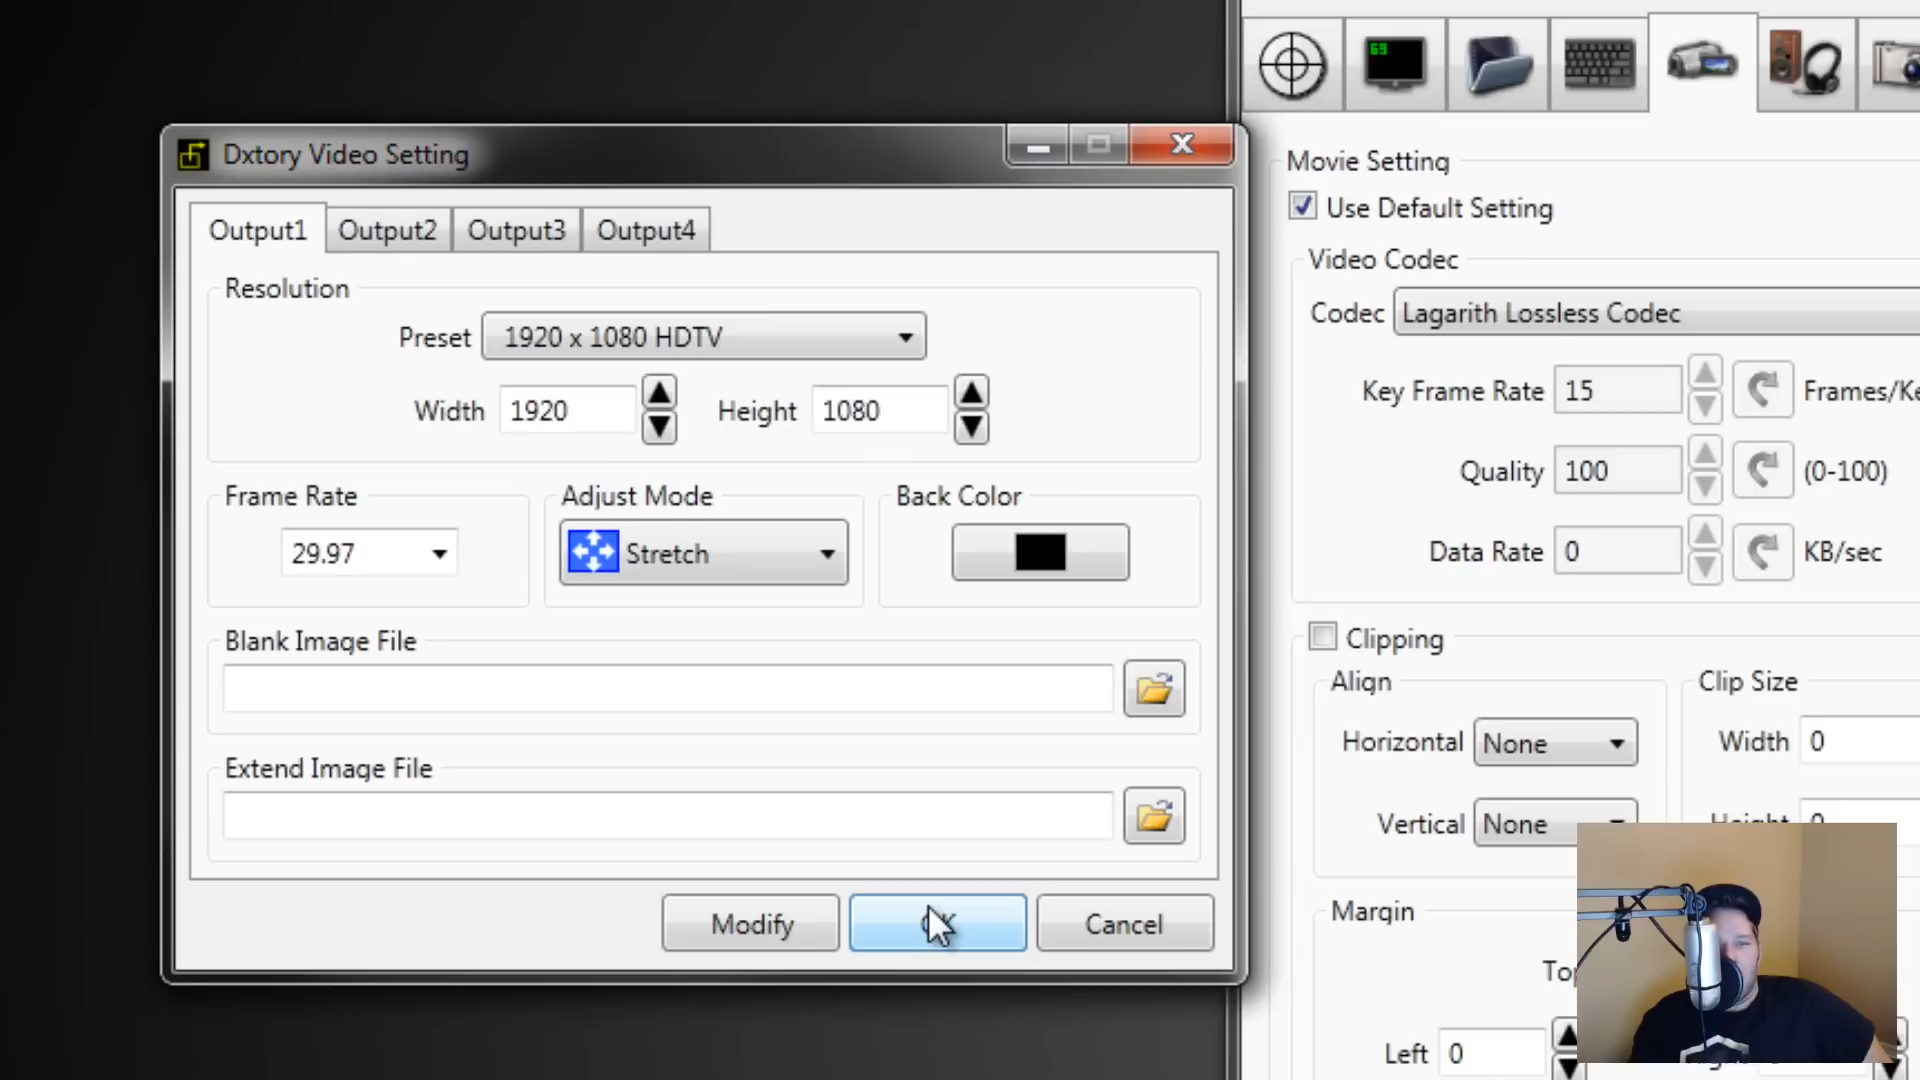 69
Dxtory Video Setting
Output1 Output2 Output3 Output4
Resolution
Preset 1920 x 1080 HDTV
Width 1920 Height 1080
Frame Rate Adjust Mode Back Color
29.97 Stretch
Blank Image File
Extend Image File
Modify Cancel
Movie Setting
Use Default Setting
Video Codec
Codec Lagarith Lossless Codec
Key Frame Rate 15
Quality 100 (0-100)
Data Rate 0 KB/sec
Clipping
Align Clip Size
Horizontal None Width 0
Vertical None Height
Margin
Left 0